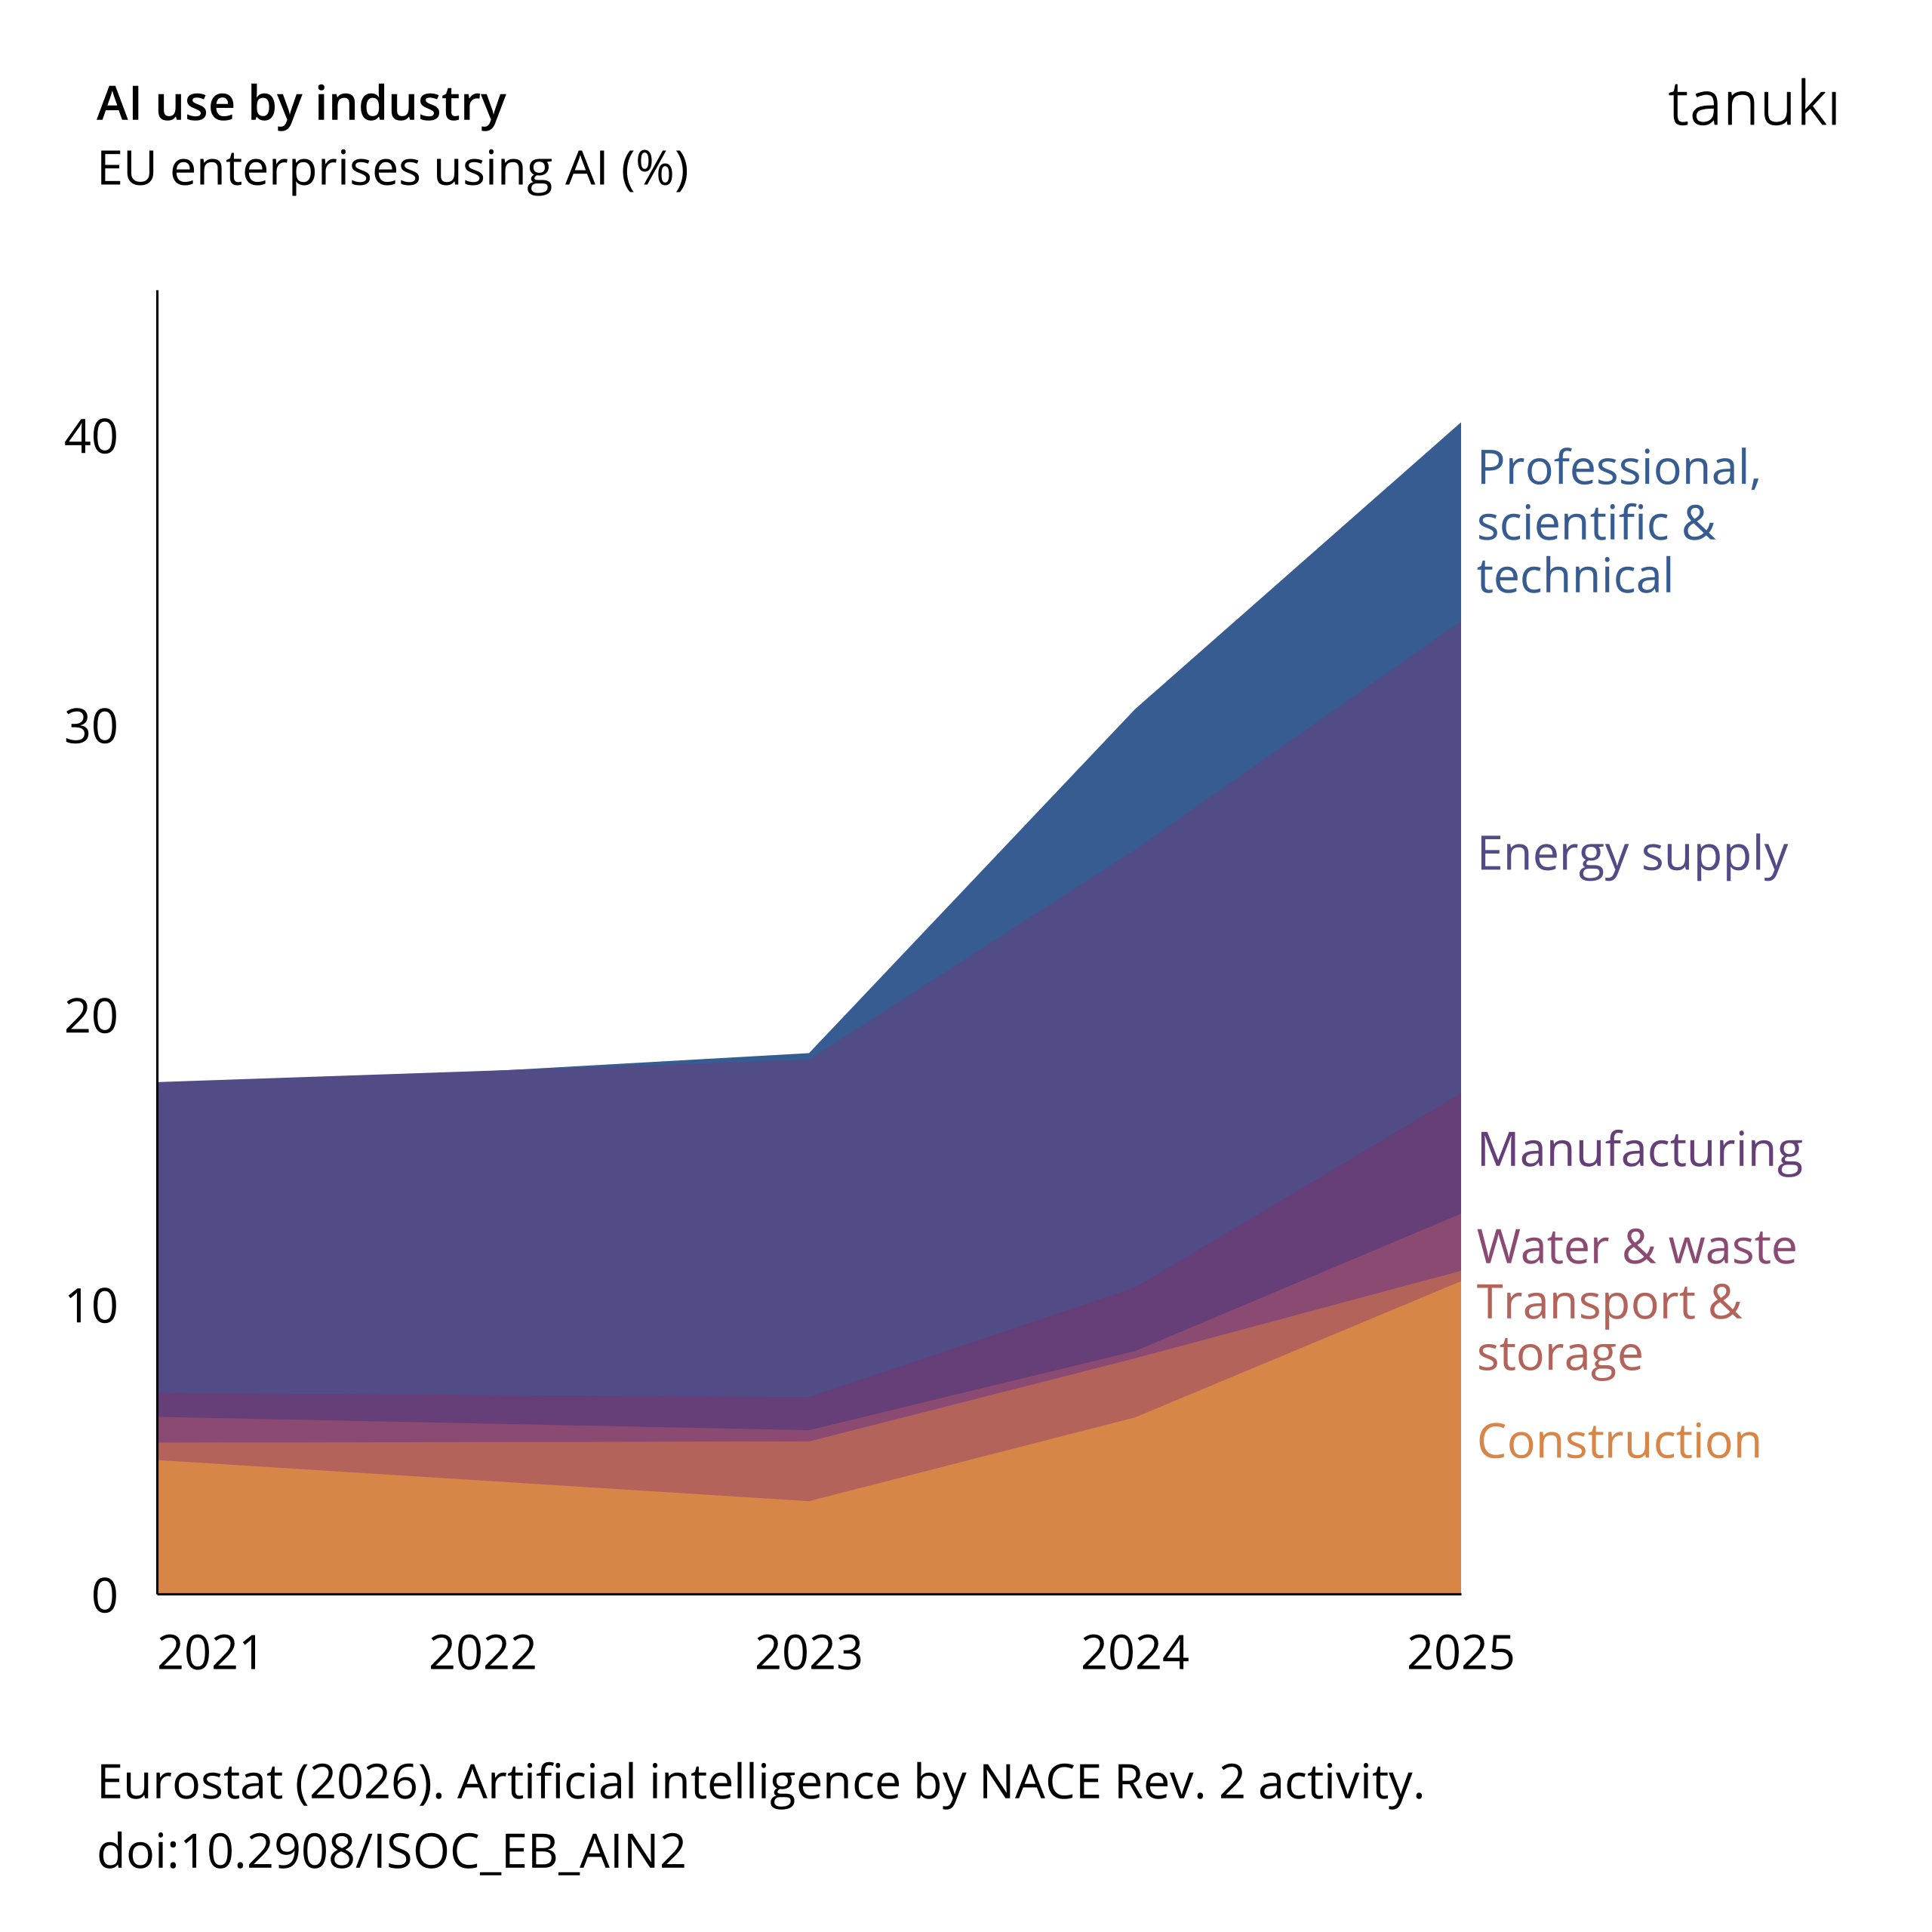 AI use by industry
EU enterprises using AI (%)
tanuki
40
30
20
10
0
Professional,
scientific &
technical
Energy supply
Manufacturing
Water & waste
Transport &
storage
Construction
2021
2022
2023
2024
2025
Eurostat (2026). Artificial intelligence by NACE Rev. 2 activity.
doi:10.2908/ISOC_EB_AIN2